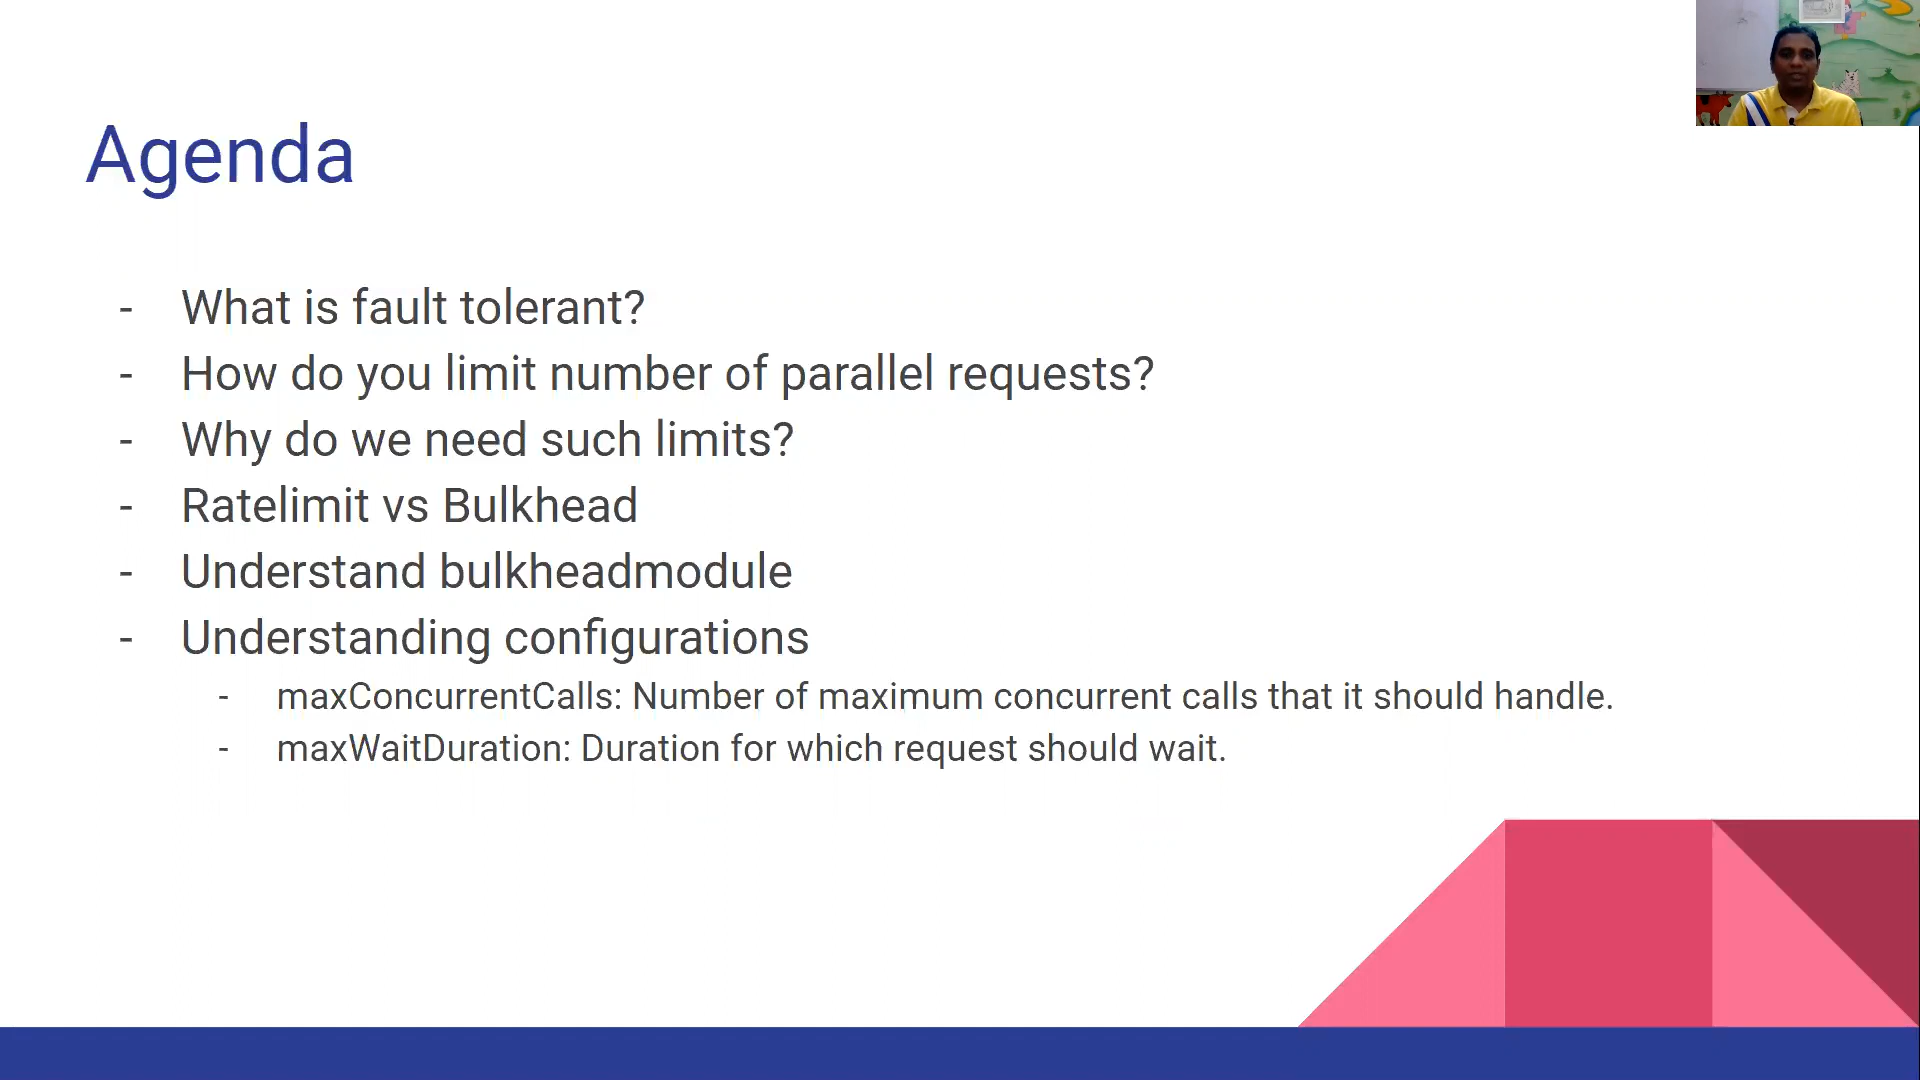 Agenda
- What is fault tolerant?
- How do you limit number of parallel requests?
- Why do we need such limits?
- Ratelimit vs Bulkhead
- Understand bulkheadmodule
- Understanding configurations
- maxConcurrentCalls: Number of maximum concurrent calls that it should handle.
- maxWaitDuration: Duration for which request should wait.